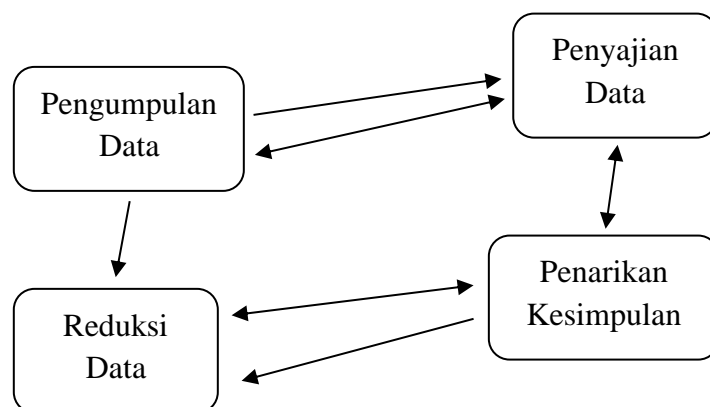 Pengumpulan
Data
Penyajian
Data
Reduksi
Data
Penarikan
Kesimpulan